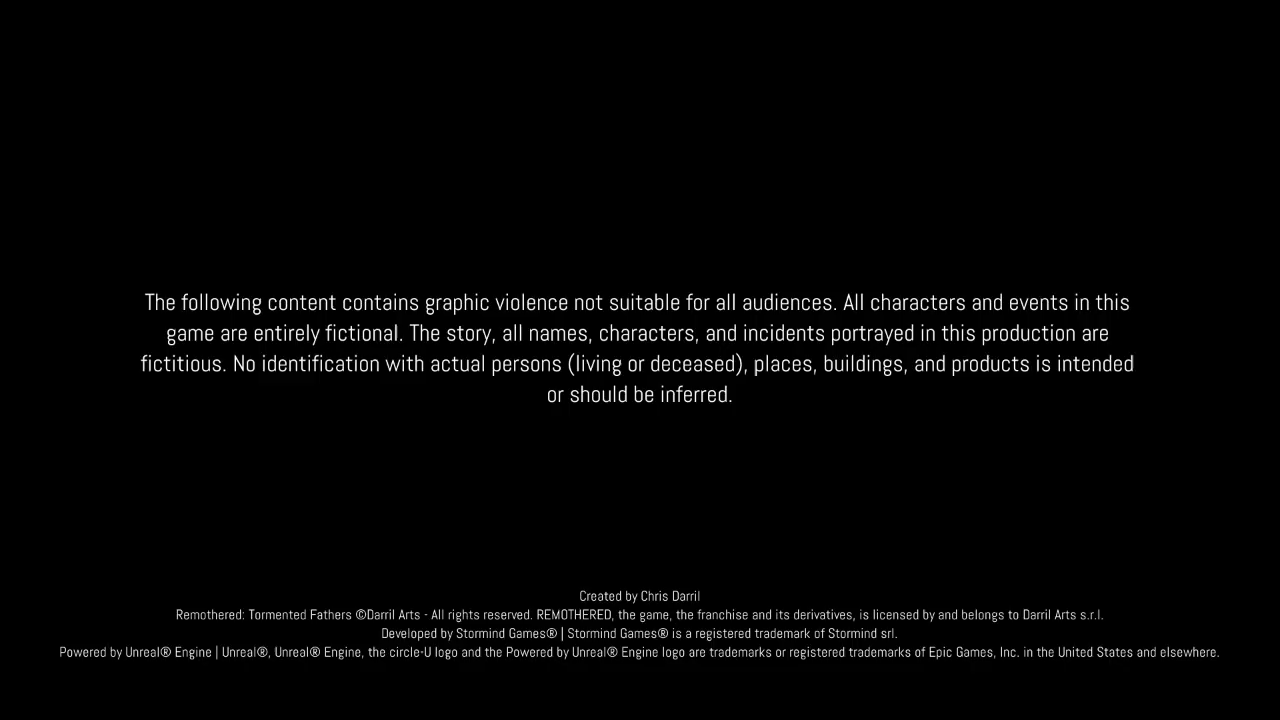 The following content contains graphic violence not suitable for all audiences. All characters and events in this
game are entirely fictional. The story, all names, characters, and incidents portrayed in this production are
fictitious. No identification with actual persons (living or deceased), places, buildings, and products is intended
or should be inferred.
Created by Chris Darril
Remothered: Tormented Fathers ©Darril Arts - All rights reserved. REMOTHERED, the game, the franchise and its derivatives, is licensed by and belongs to Darril Arts s.r.l.
Developed by Stormind Games® | Stormind Games® is a registered trademark of Stormind srl.
Powered by Unreal® Engine | Unreal®, Unreal® Engine, the circle-U logo and the Powered by Unreal® Engine logo are trademarks or registered trademarks of Epic Games, Inc. in the United States and elsewhere.